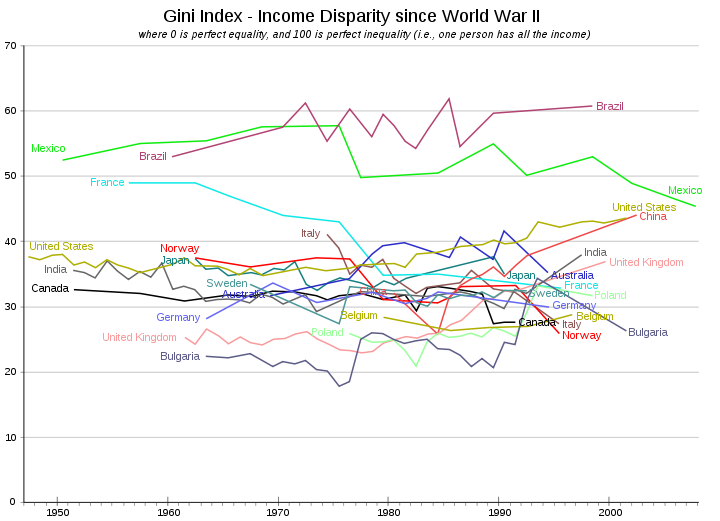 Gini Index - Income Disparity since World War II
where 0 is perfect equality, and 100 is perfect inequality (i.e., one person has all the income)
70
60
50
40
30
20
10
0
1950
1960
1970
1980
1990
2000
Mexico
Brazil
France
United States
India
Canada
Norway
Japan
Italy
Sweden
Australia
Germany
United Kingdom
Bulgaria
Poland
Belgium
China
Brazil
Mexico
United States
China
India
United Kingdom
Japan
Australia
France
Sweden
Poland
Germany
Belgium
Canada
Italy
Norway
Bulgaria